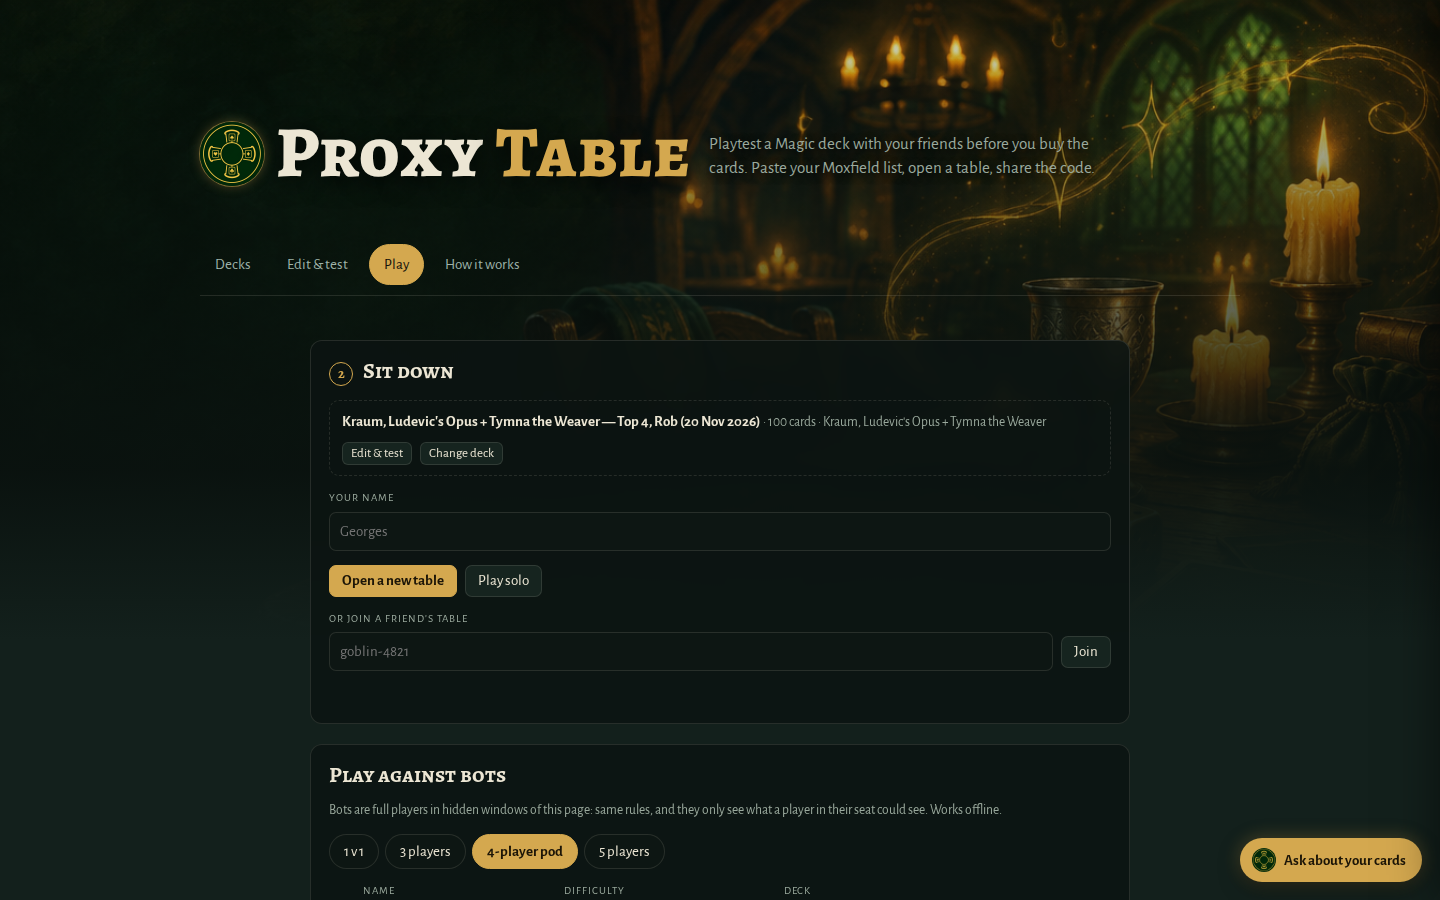 Proxy Table
Playtest a Magic deck with your friends before you buy the
cards. Paste your Moxfield list, open a table, share the code.
Decks
Edit & test
Play
How it works
2 Sit down
Kraum, Ludevic's Opus + Tymna the Weaver — Top 4, Rob (20 Nov 2026) · 100 cards · Kraum, Ludevic's Opus + Tymna the Weaver
Edit & test
Change deck
YOUR NAME
Georges
Open a new table
Play solo
OR JOIN A FRIEND'S TABLE
goblin-4821
Join
Play against bots
Bots are full players in hidden windows of this page: same rules, and they only see what a player in their seat could see. Works offline.
1 v 1
3 players
4-player pod
5 players
NAME
DIFFICULTY
DECK
Ask about your cards